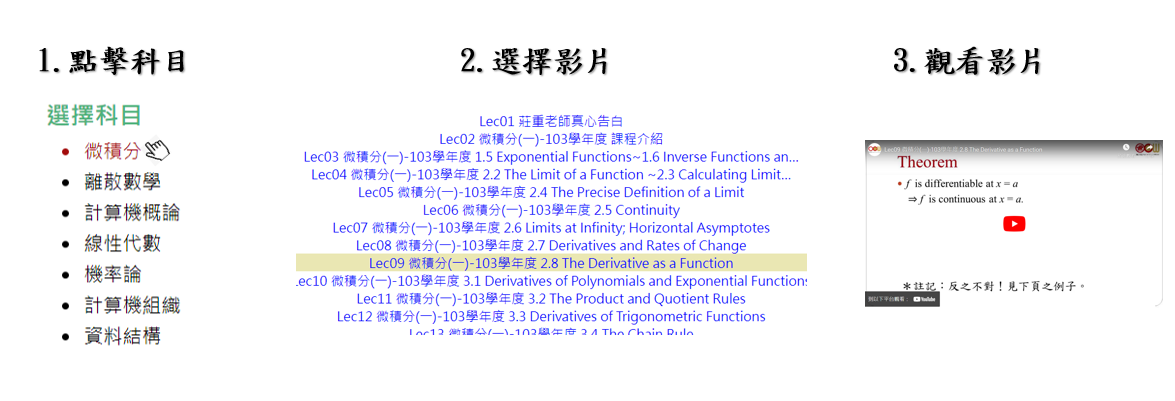 1.點擊科目
選擇科目
微積分
離散數學
計算機概論
線性代數
機率論
計算機組織
資料結構
2.選擇影片
Lec01 莊重老師真心告白
Lec02 微積分(一)-103學年度 課程介紹
Lec03 微積分(一)-103學年度 1.5 Exponential Functions~1.6 Inverse Functions an...
Lec04 微積分(一)-103學年度 2.2 The Limit of a Function ~2.3 Calculating Limit...
Lec05 微積分(一)-103學年度 2.4 The Precise Definition of a Limit
Lec06 微積分(一)-103學年度 2.5 Continuity
Lec07 微積分(一)-103學年度 2.6 Limits at Infinity; Horizontal Asymptotes
Lec08 微積分(一)-103學年度 2.7 Derivatives and Rates of Change
Lec09 微積分(一)-103學年度 2.8 The Derivative as a Function
Lec10 微積分(一)-103學年度 3.1 Derivatives of Polynomials and Exponential Functions
Lec11 微積分(一)-103學年度 3.2 The Product and Quotient Rules
Lec12 微積分(一)-103學年度 3.3 Derivatives of Trigonometric Functions
Lec13 微積分(一)-103學年度 3.4 The Chain Rule
3.觀看影片
Lec09 微積分(一)-103學年度 2.8 The Derivative as a Function
Theorem
• f is differentiable at x = a
⇒ f is continuous at x = a.
＊註記：反之不對！見下頁之例子。
YouTube